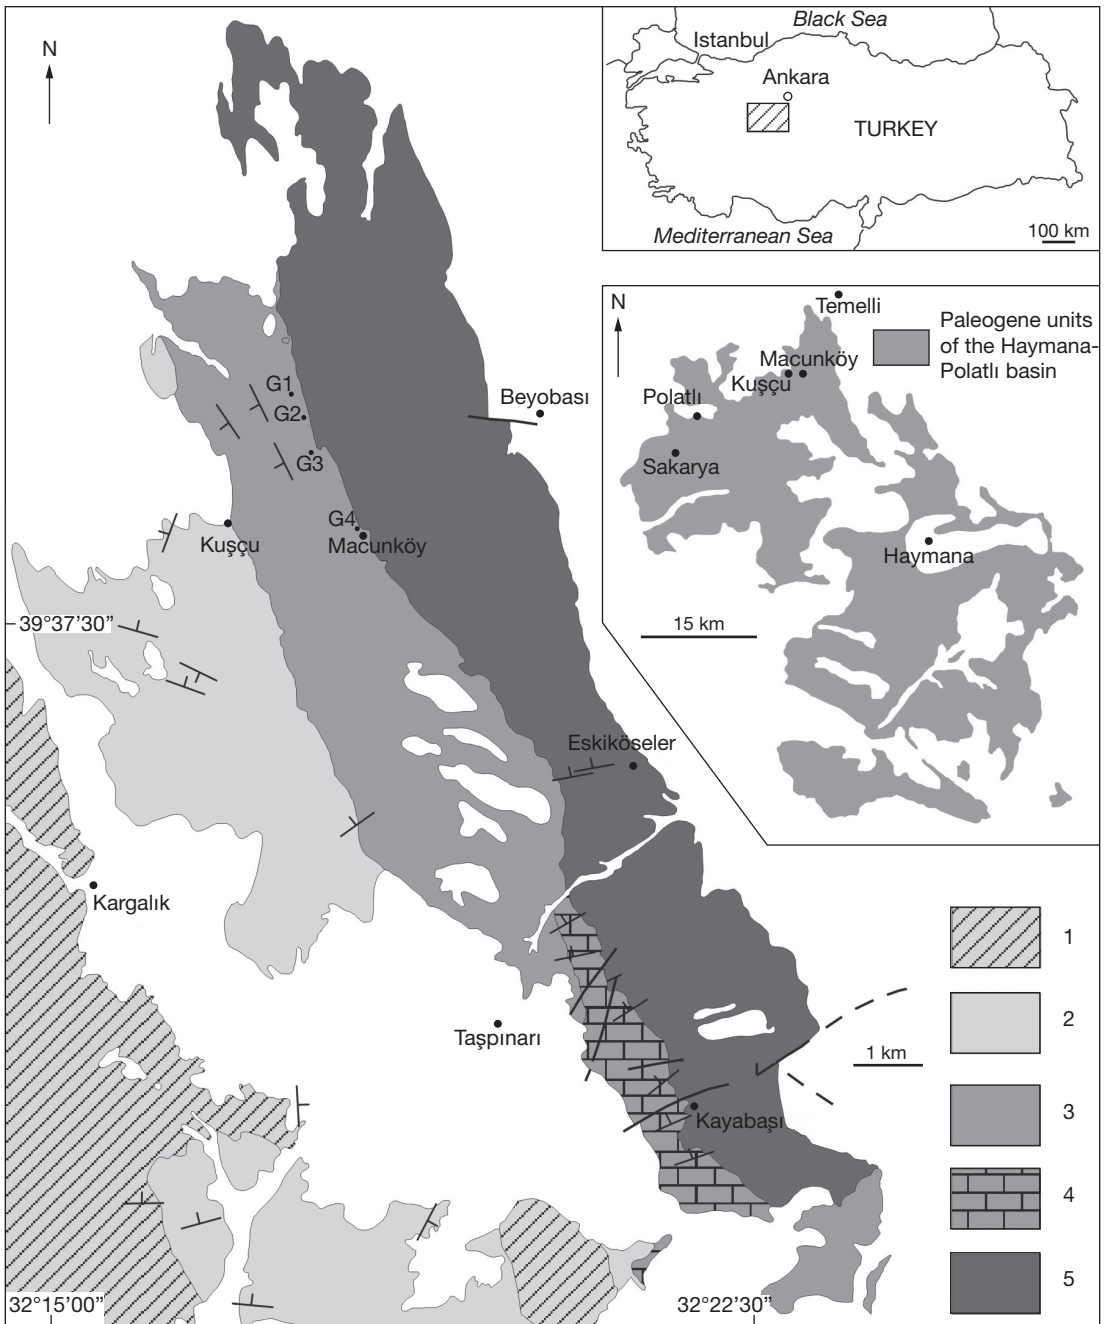 N
Black Sea
Istanbul
Ankara
TURKEY
Mediterranean Sea
100 km
N
Temelli
Paleogene units
of the Haymana-
Polatlı basin
Macunköy
Kuşçu
Polatlı
Sakarya
Haymana
15 km
G1
G2
G3
G4
Beyobası
Kuşçu
Macunköy
39°37'30"
Eskiköseler
Kargalık
Taşpınarı
Kayabaşı
1 km
1
2
3
4
5
32°15'00"
32°22'30"